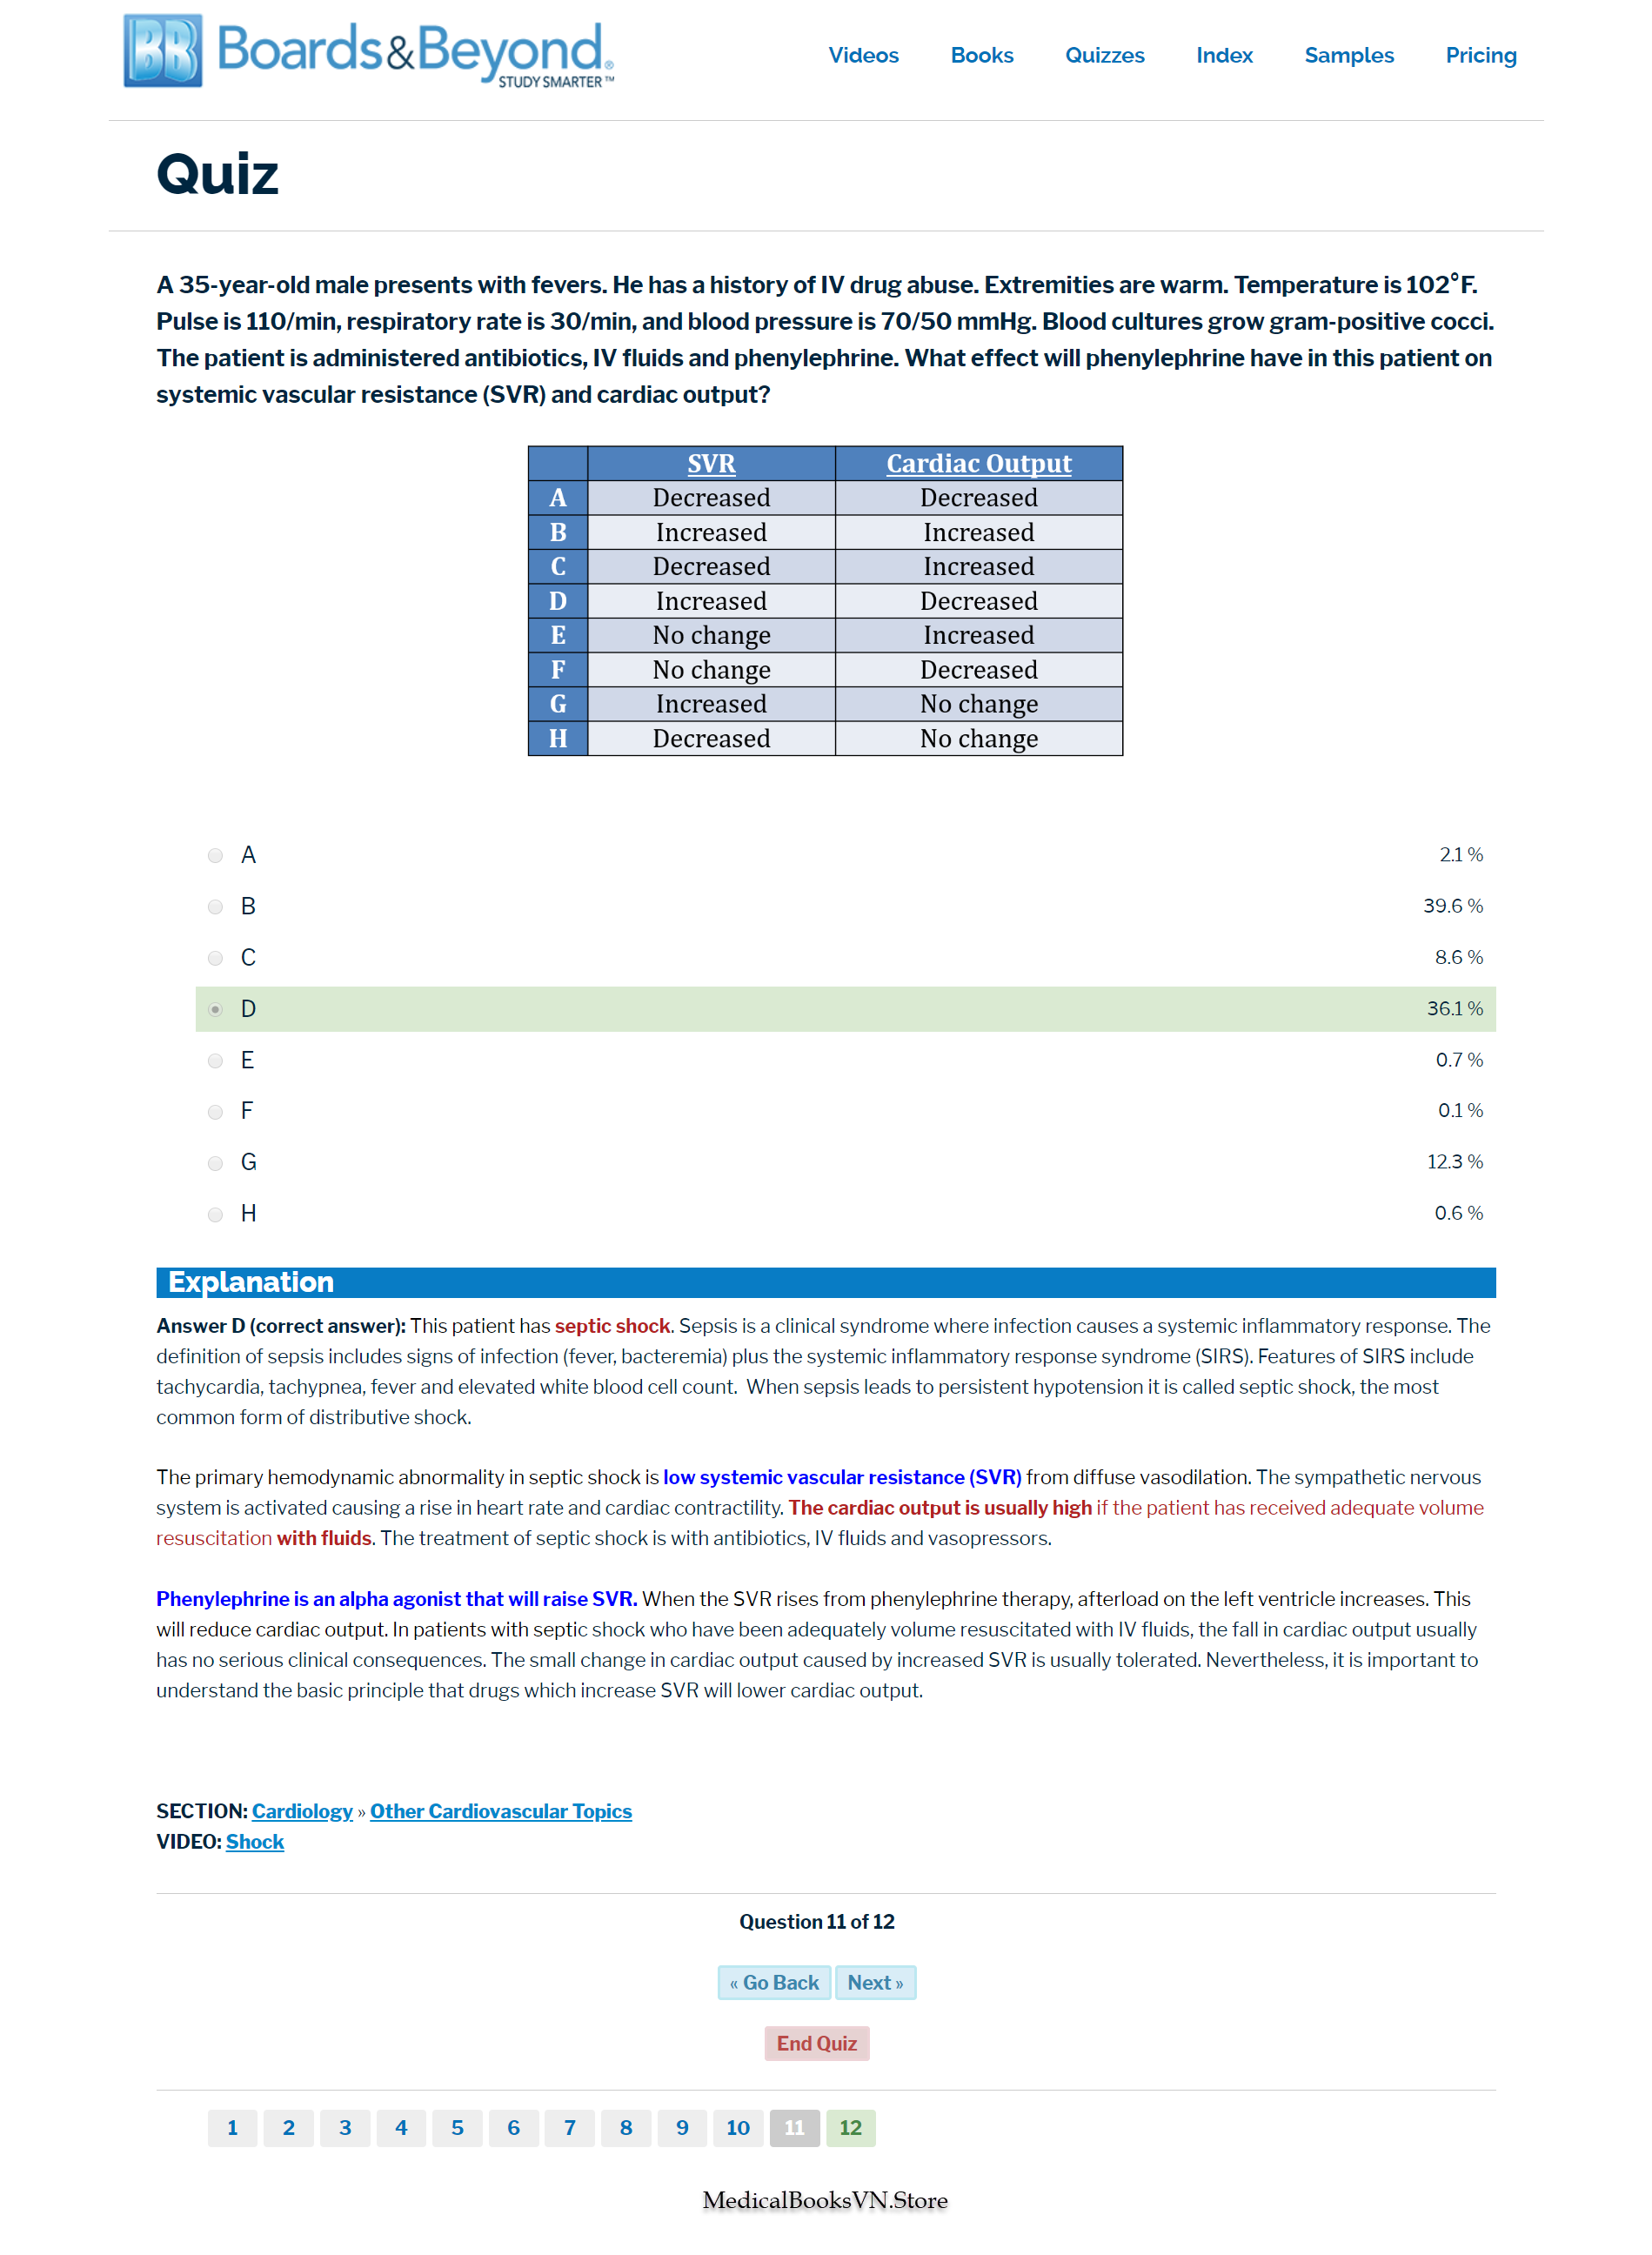 BB Boards&Beyond®
STUDY SMARTER™
Videos Books Quizzes Index Samples Pricing
Quiz
A 35-year-old male presents with fevers. He has a history of IV drug abuse. Extremities are warm. Temperature is 102°F.
Pulse is 110/min, respiratory rate is 30/min, and blood pressure is 70/50 mmHg. Blood cultures grow gram-positive cocci.
The patient is administered antibiotics, IV fluids and phenylephrine. What effect will phenylephrine have in this patient on
systemic vascular resistance (SVR) and cardiac output?
SVR Cardiac Output
A Decreased Decreased
B Increased Increased
C Decreased Increased
D Increased Decreased
E No change Increased
F No change Decreased
G Increased No change
H Decreased No change
A 2.1 %
B 39.6 %
C 8.6 %
D 36.1 %
E 0.7 %
F 0.1 %
G 12.3 %
H 0.6 %
Explanation
Answer D (correct answer): This patient has septic shock. Sepsis is a clinical syndrome where infection causes a systemic inflammatory response. The
definition of sepsis includes signs of infection (fever, bacteremia) plus the systemic inflammatory response syndrome (SIRS). Features of SIRS include
tachycardia, tachypnea, fever and elevated white blood cell count. When sepsis leads to persistent hypotension it is called septic shock, the most
common form of distributive shock.
The primary hemodynamic abnormality in septic shock is low systemic vascular resistance (SVR) from diffuse vasodilation. The sympathetic nervous
system is activated causing a rise in heart rate and cardiac contractility. The cardiac output is usually high if the patient has received adequate volume
resuscitation with fluids. The treatment of septic shock is with antibiotics, IV fluids and vasopressors.
Phenylephrine is an alpha agonist that will raise SVR. When the SVR rises from phenylephrine therapy, afterload on the left ventricle increases. This
will reduce cardiac output. In patients with septic shock who have been adequately volume resuscitated with IV fluids, the fall in cardiac output usually
has no serious clinical consequences. The small change in cardiac output caused by increased SVR is usually tolerated. Nevertheless, it is important to
understand the basic principle that drugs which increase SVR will lower cardiac output.
SECTION: Cardiology » Other Cardiovascular Topics
VIDEO: Shock
Question 11 of 12
« Go Back Next »
End Quiz
1 2 3 4 5 6 7 8 9 10 11 12
MedicalBooksVN.Store